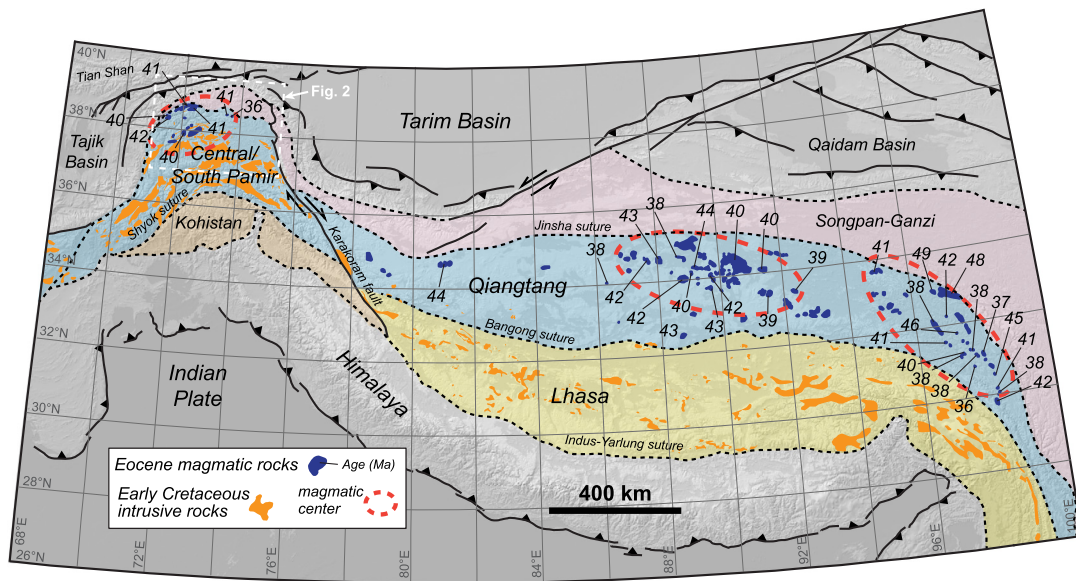 40°N
Tian Shan
41
41
36
Fig. 2
38°N
40
42
41
40
Tajik
Basin
Central/
South Pamir
Tarim Basin
Qaidam Basin
36°N
Shyok suture
Kohistan
Karakoram fault
Jinsha suture
Songpan-Ganzi
34°N
44
Qiangtang
38
43
38
44
40
40
39
42
42
40
42
43
43
39
41
49
42
48
38
38
37
46
45
41
41
40
38
38
38
36
42
Bangong suture
32°N
Himalaya
Indian
Plate
Lhasa
30°N
Indus-Yarlung suture
Eocene magmatic rocks
Age (Ma)
Early Cretaceous
intrusive rocks
magmatic
center
400 km
28°N
26°N
68°E
72°E
76°E
80°E
84°E
88°E
92°E
96°E
100°E